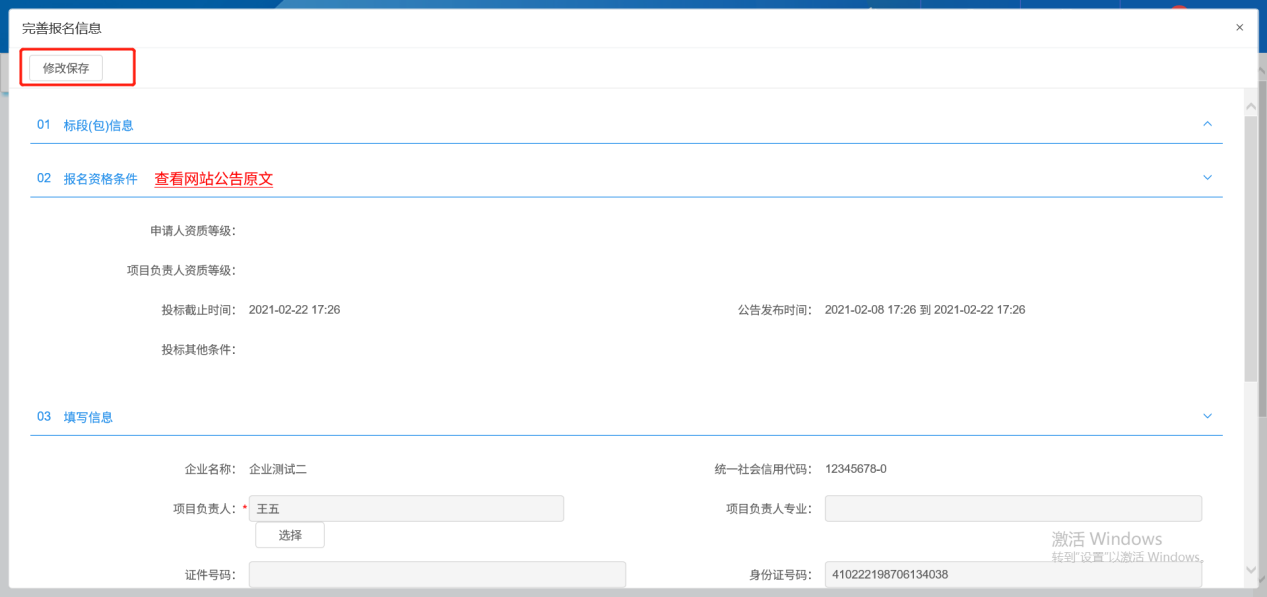 完善报名信息 ×
修改保存
01 标段(包)信息
02 报名资格条件 查看网站公告原文
申请人资质等级:
项目负责人资质等级:
投标截止时间: 2021-02-22 17:26 公告发布时间: 2021-02-08 17:26 到 2021-02-22 17:26
投标其他条件:
03 填写信息
企业名称: 企业测试二 统一社会信用代码: 12345678-0
项目负责人:* 王五 项目负责人专业:
选择
激活 Windows
转到"设置"以激活 Windows。
证件号码: 身份证号码: 410222198706134038